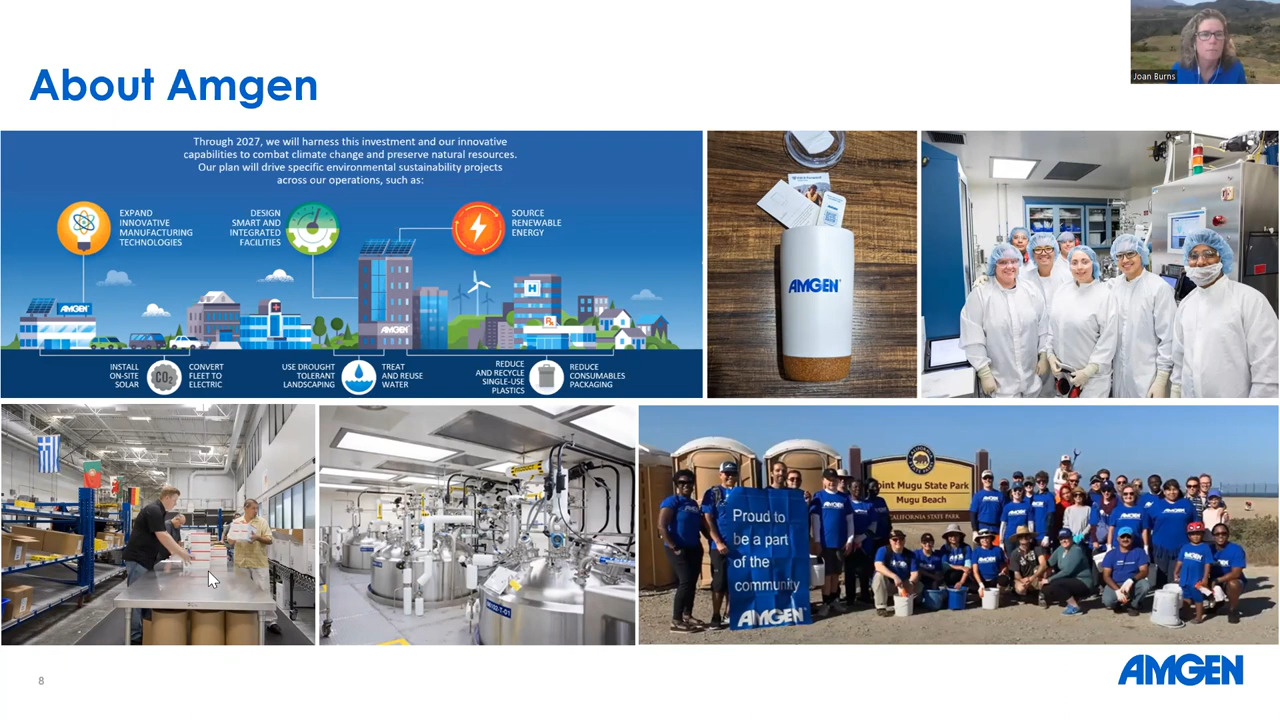 About Amgen
Joan Burns
Through 2027, we will harness this investment and our innovative
capabilities to combat climate change and preserve natural resources.
Our plan will drive specific environmental sustainability projects
across our operations, such as:
EXPAND
INNOVATIVE
MANUFACTURING
TECHNOLOGIES
DESIGN
SMART AND
INTEGRATED
FACILITIES
SOURCE
RENEWABLE
ENERGY
AMGEN
AMGEN
H
Rx
INSTALL
ON-SITE
SOLAR
CO2
CONVERT
FLEET TO
ELECTRIC
USE DROUGHT
TOLERANT
LANDSCAPING
TREAT
AND REUSE
WATER
REDUCE
AND RECYCLE
SINGLE-USE
PLASTICS
REDUCE
CONSUMABLES
PACKAGING
AMGEN
Proud to
be a part
of the
community
AMGEN
oint Mugu State Park
Mugu Beach
CALIFORNIA STATE PARK
8
AMGEN